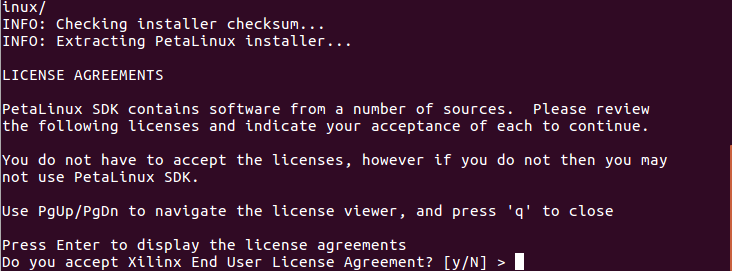 inux/
INFO: Checking installer checksum...
INFO: Extracting PetaLinux installer...
LICENSE AGREEMENTS
PetaLinux SDK contains software from a number of sources.  Please review
the following licenses and indicate your acceptance of each to continue.
You do not have to accept the licenses, however if you do not then you may
not use PetaLinux SDK.
Use PgUp/PgDn to navigate the license viewer, and press 'q' to close
Press Enter to display the license agreements
Do you accept Xilinx End User License Agreement? [y/N] >